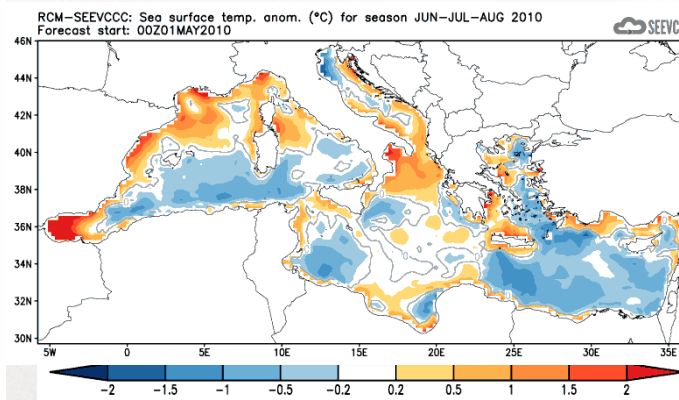 RCM-SEEVCCC: Sea surface temp. anom. (°C) for season JUN-JUL-AUG 2010
Forecast start: 00Z01MAY2010
SEEVC
46N
44N
42N
40N
38N
36N
34N
32N
30N
5W 0 5E 10E 15E 20E 25E 30E 35E
-2 -1.5 -1 -0.5 -0.2 0.2 0.5 1 1.5 2